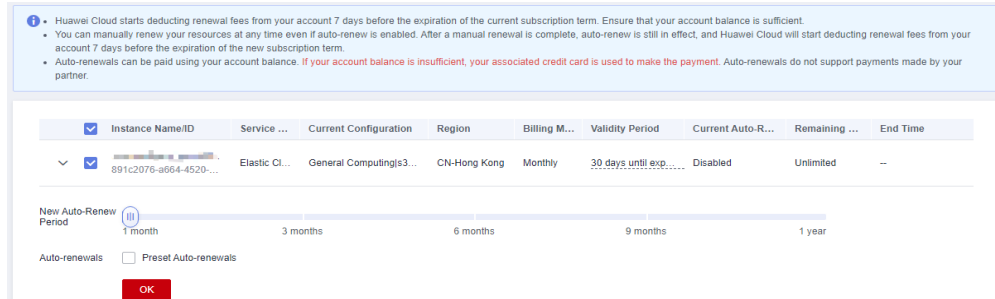 • Huawei Cloud starts deducting renewal fees from your account 7 days before the expiration of the current subscription term. Ensure that your account balance is sufficient.
• You can manually renew your resources at any time even if auto-renew is enabled. After a manual renewal is complete, auto-renew is still in effect, and Huawei Cloud will start deducting renewal fees from your
account 7 days before the expiration of the new subscription term.
• Auto-renewals can be paid using your account balance. If your account balance is insufficient, your associated credit card is used to make the payment. Auto-renewals do not support payments made by your
partner.
Instance Name/ID Service ... Current Configuration Region Billing M... Validity Period Current Auto-R... Remaining ... End Time
Elastic Cl... General Computing|s3... CN-Hong Kong Monthly 30 days until exp... Disabled Unlimited --
891c2076-a664-4520-...
New Auto-Renew
Period
1 month 3 months 6 months 9 months 1 year
Auto-renewals Preset Auto-renewals
OK